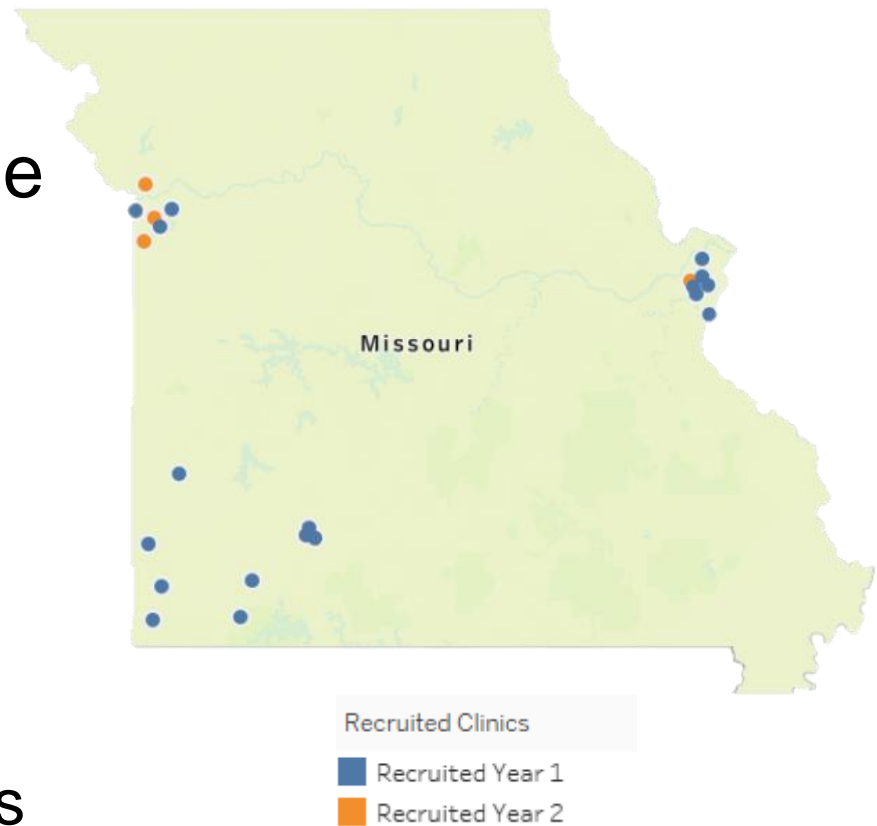 e
Missouri
Recruited Clinics
Recruited Year 1
Recruited Year 2
s